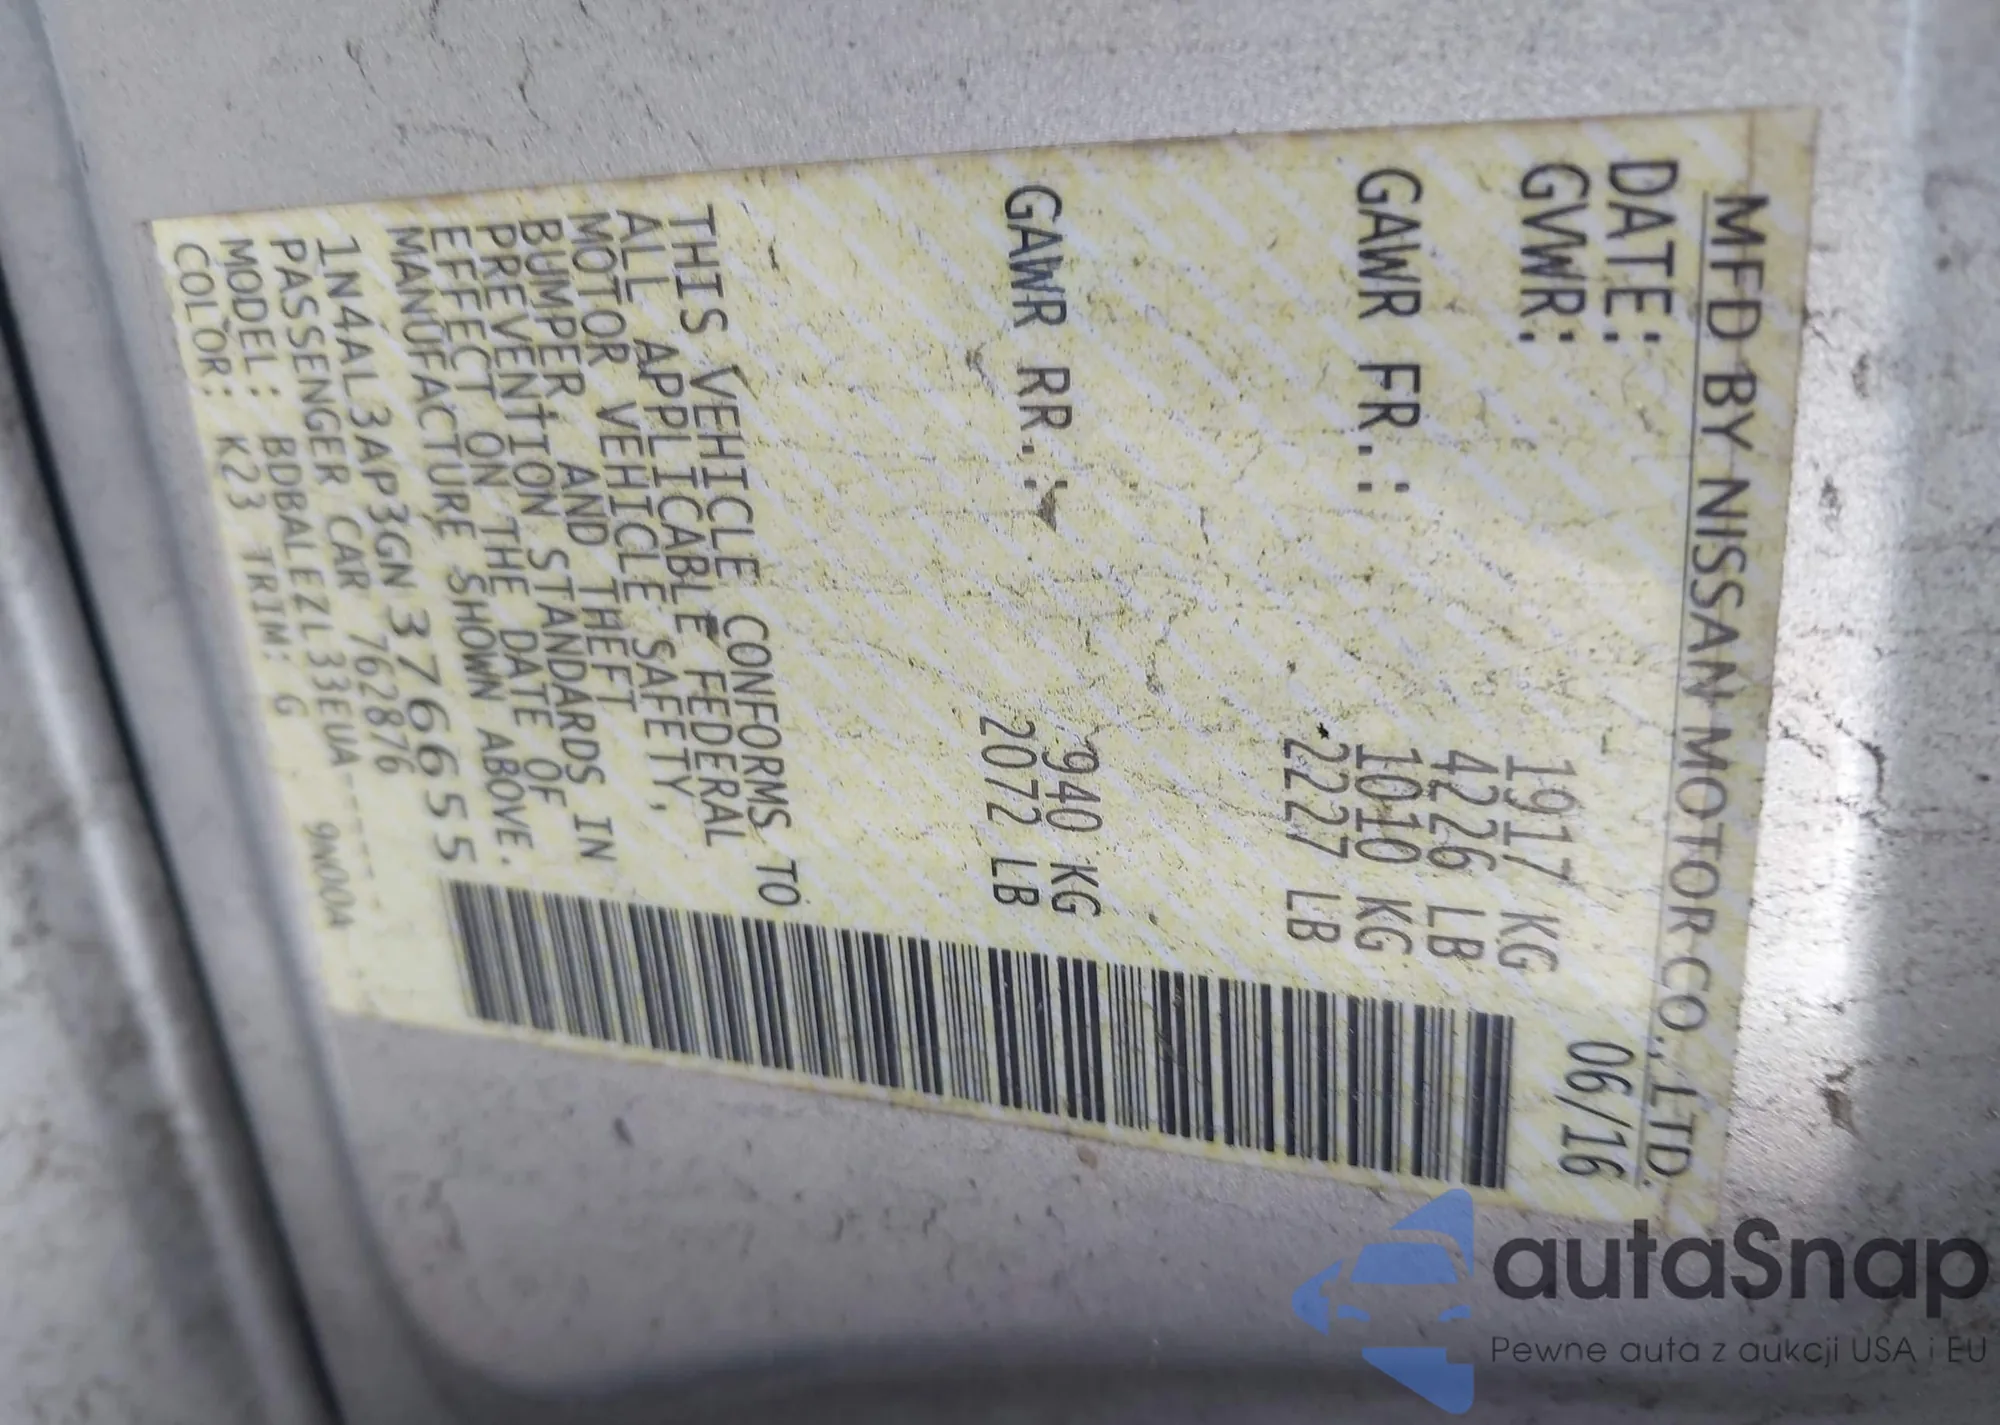 MFD BY NISSAN MOTOR CO., LTD.
DATE: 06/16
GVWR: 1917 KG
4226 LB
GAWR FR.: 1010 KG
2227 LB
GAWR RR.: 940 KG
2072 LB
THIS VEHICLE CONFORMS TO
ALL APPLICABLE FEDERAL
MOTOR VEHICLE SAFETY,
BUMPER AND THEFT
PREVENTION STANDARDS IN
EFFECT ON THE DATE OF
MANUFACTURE SHOWN ABOVE.
1N4AL3AP3GN 376655
PASSENGER CAR 762876
MODEL: BDBALEZL33EUA-----
COLOR: K23 TRIM: G 9N00A
autaSnap
Pewne auta z aukcji USA i EU